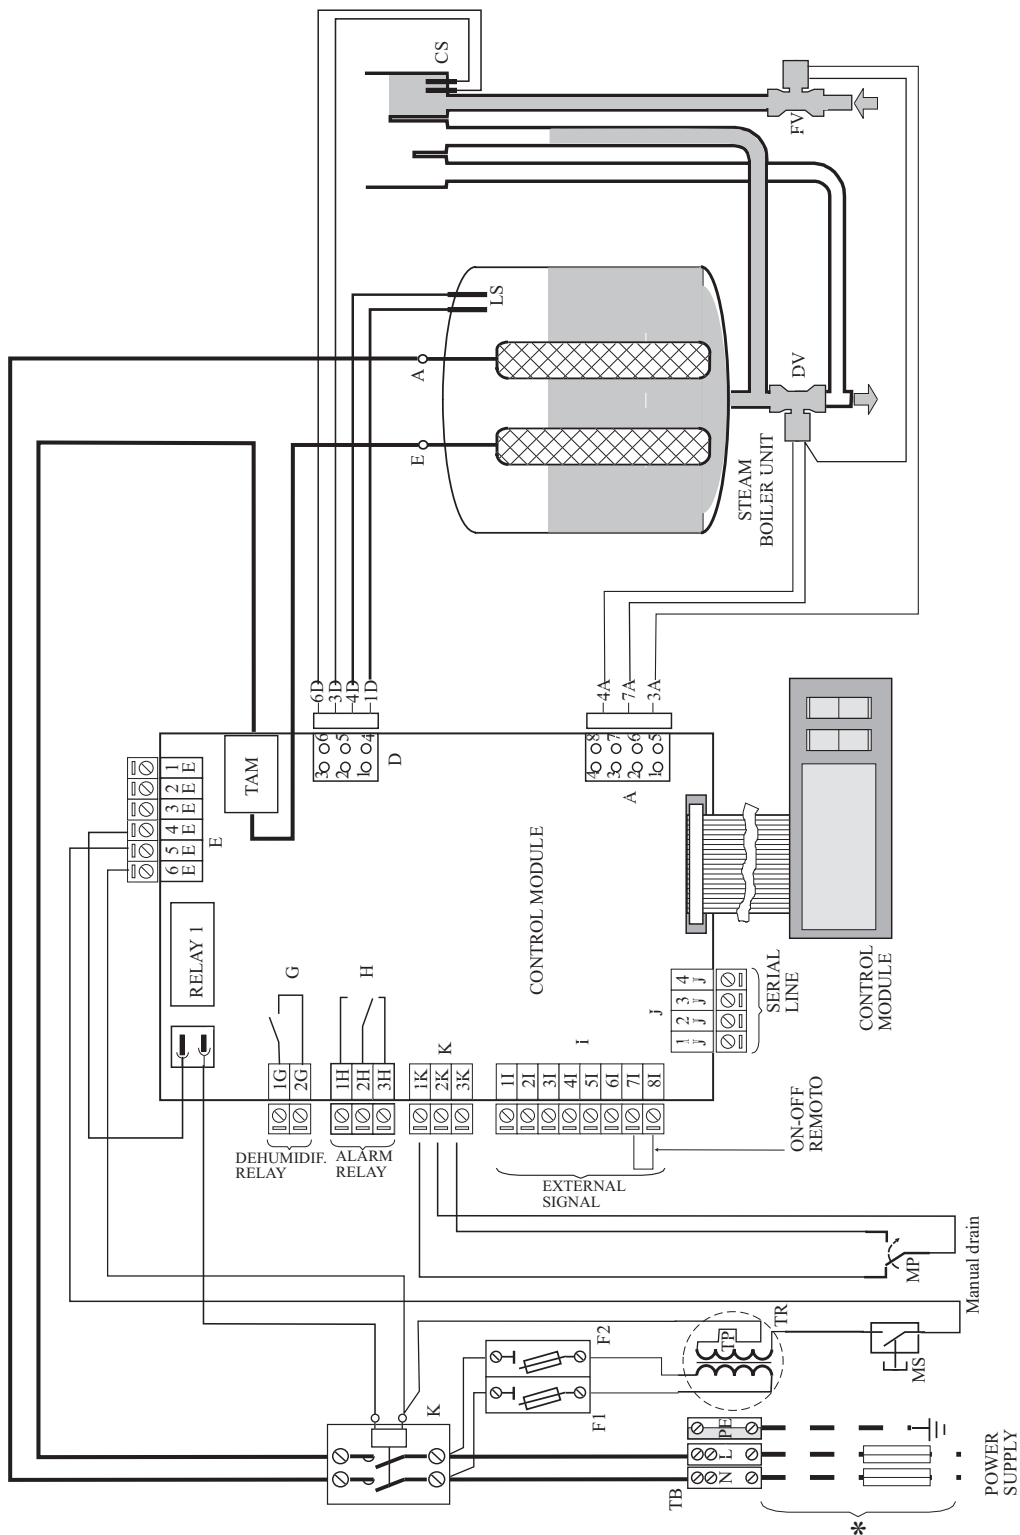 CS
FV
LS
A
E
DV
STEAM
BOILER UNIT
6D
3D
4D
1D
4A
7A
3A
6
5
4
3
2
1
D
8
7
6
5
4
3
2
1
A
TAM
1 2 3 4 5 6
E E E E E E
E
RELAY 1
CONTROL MODULE
G
H
1G
2G
1H
2H
3H
1K
2K
3K
K
1I
2I
3I
4I
5I
6I
7I
8I
i
1 2 3 4
J J J J
j
SERIAL
LINE
CONTROL
MODULE
DEHUMIDIF.
RELAY
ALARM
RELAY
EXTERNAL
SIGNAL
ON-OFF
REMOTO
MP
Manual drain
K
F2
F1
TP
TR
MS
TB
N
L
PE
*
POWER
SUPPLY